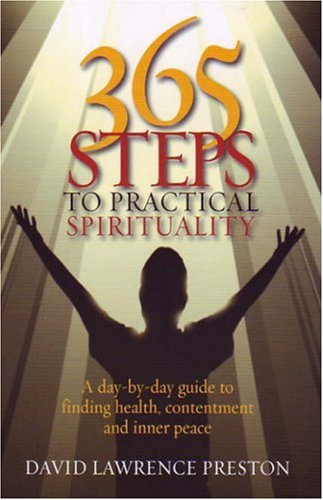 365
STEPS
TO PRACTICAL
SPIRITUALITY
A day-by-day guide to
finding health, contentment
and inner peace
DAVID LAWRENCE PRESTON